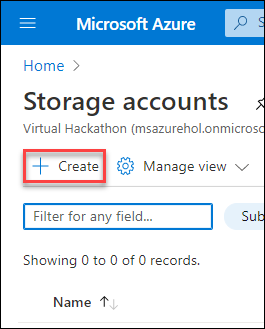 Microsoft Azure
Home
Storage accounts
Virtual Hackathon (msazurehol.onmicros
Create
Manage view
Filter for any field...
Sub
Showing 0 to 0 of 0 records.
Name